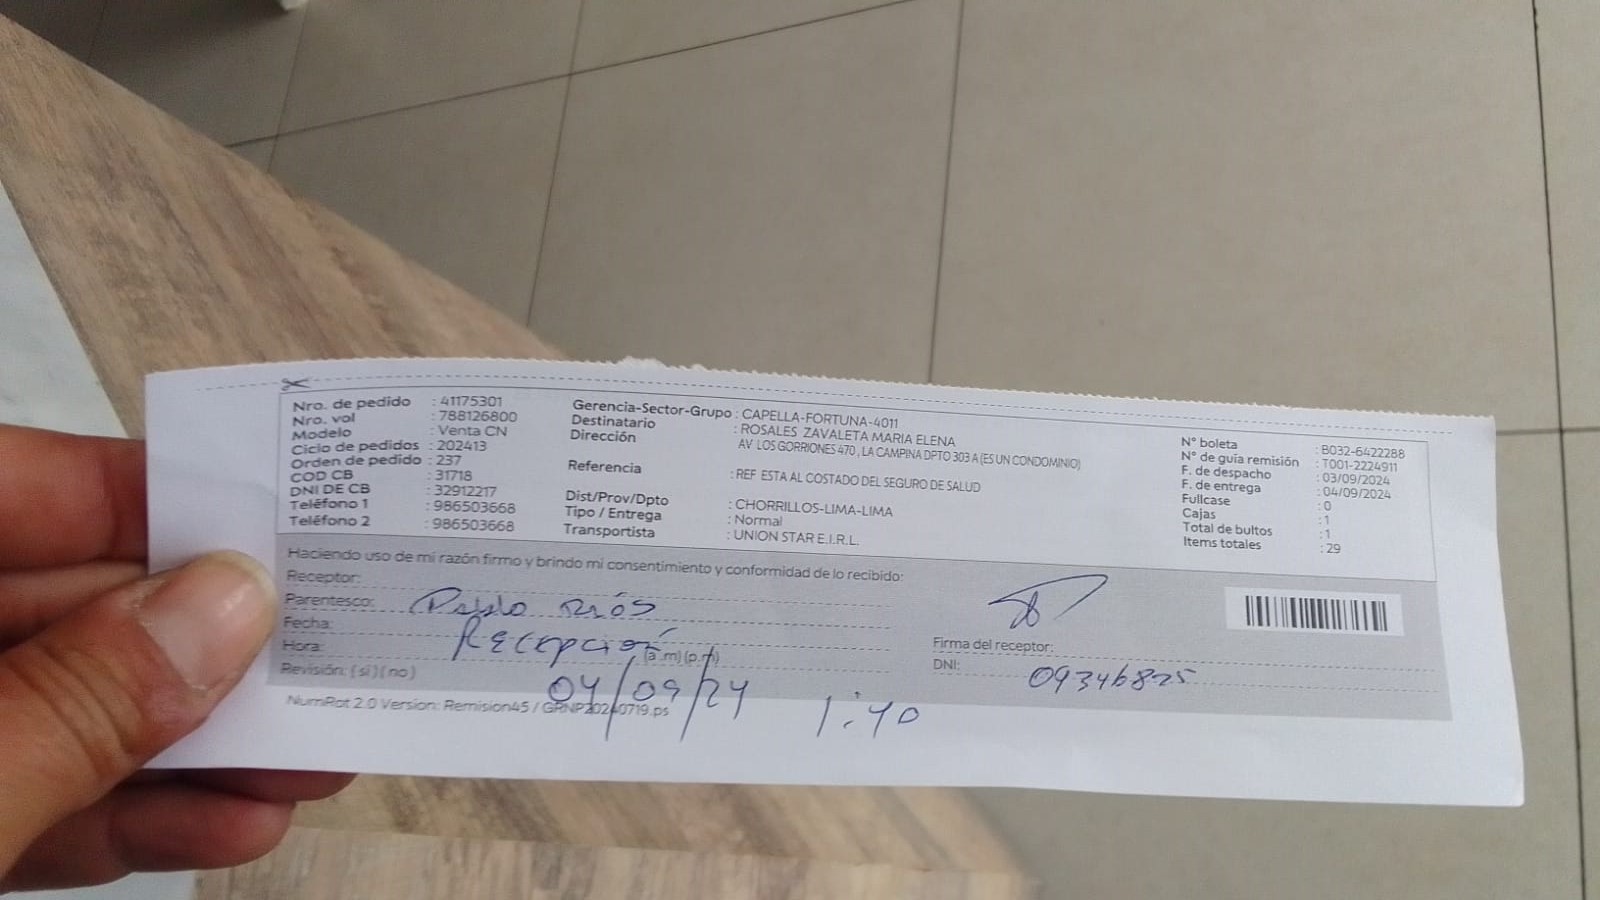 Nro. de pedido : 41175301
Nro. vol : 788126800
Modelo : Venta CN
Ciclo de pedidos : 202413
Orden de pedido : 237
COD CB : 31718
DNI DE CB : 32912217
Teléfono 1 : 986503668
Teléfono 2 : 986503668
Gerencia-Sector-Grupo : CAPELLA-FORTUNA-4011
Destinatario : ROSALES ZAVALETA MARIA ELENA
Dirección AV LOS GORRIONES 470 , LA CAMPINA DPTO 303 A (ES UN CONDOMINIO)
Referencia : REF ESTA AL COSTADO DEL SEGURO DE SALUD
Dist/Prov/Dpto : CHORRILLOS-LIMA-LIMA
Tipo / Entrega : Normal
Transportista : UNION STAR E.I.R.L.
N° boleta : B032-6422288
N° de guía remisión : T001-2224911
F. de despacho : 03/09/2024
F. de entrega : 04/09/2024
Fullcase : 0
Cajas : 1
Total de bultos : 1
Items totales : 29
Haciendo uso de mi razón firmo y brindo mi consentimiento y conformidad de lo recibido:
Receptor:
Parentesco: Pablo Ríos
Fecha: Recepción
Hora: (a.m) (p.m)
Revisión: ( si ) ( no )
04/09/24 1:40
NumRot 2.0 Version: Remision45 / GRNP20240719.ps
Firma del receptor:
DNI: 09346825